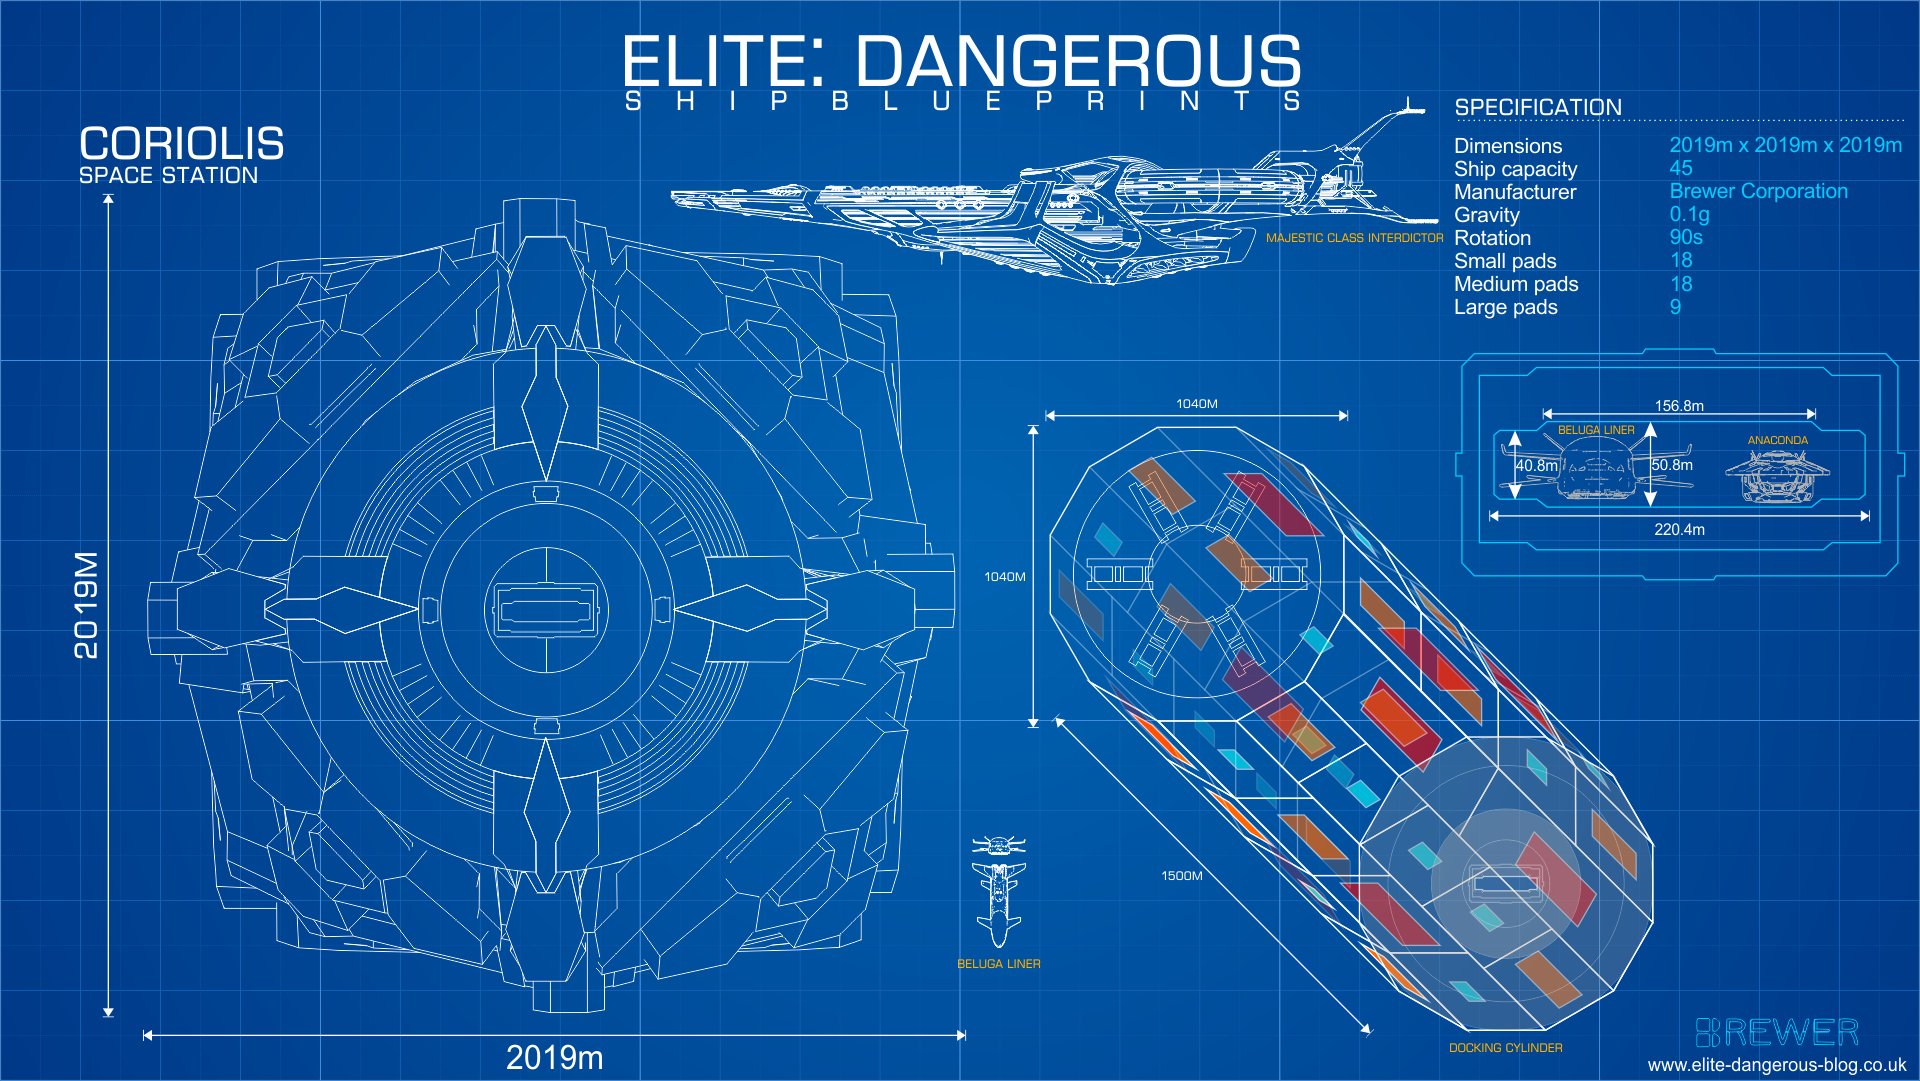 ELITE: DANGEROUS
SHIP BLUEPRINTS
CORIOLIS
SPACE STATION
2019M
2019m
MAJESTIC CLASS INTERDICTOR
SPECIFICATION
Dimensions 2019m x 2019m x 2019m
Ship capacity 45
Manufacturer Brewer Corporation
Gravity 0.1g
Rotation 90s
Small pads 18
Medium pads 18
Large pads 9
156.8m
BELUGA LINER
ANACONDA
40.8m
50.8m
220.4m
1040M
1040M
1500M
BELUGA LINER
DOCKING CYLINDER
BREWER
www.elite-dangerous-blog.co.uk